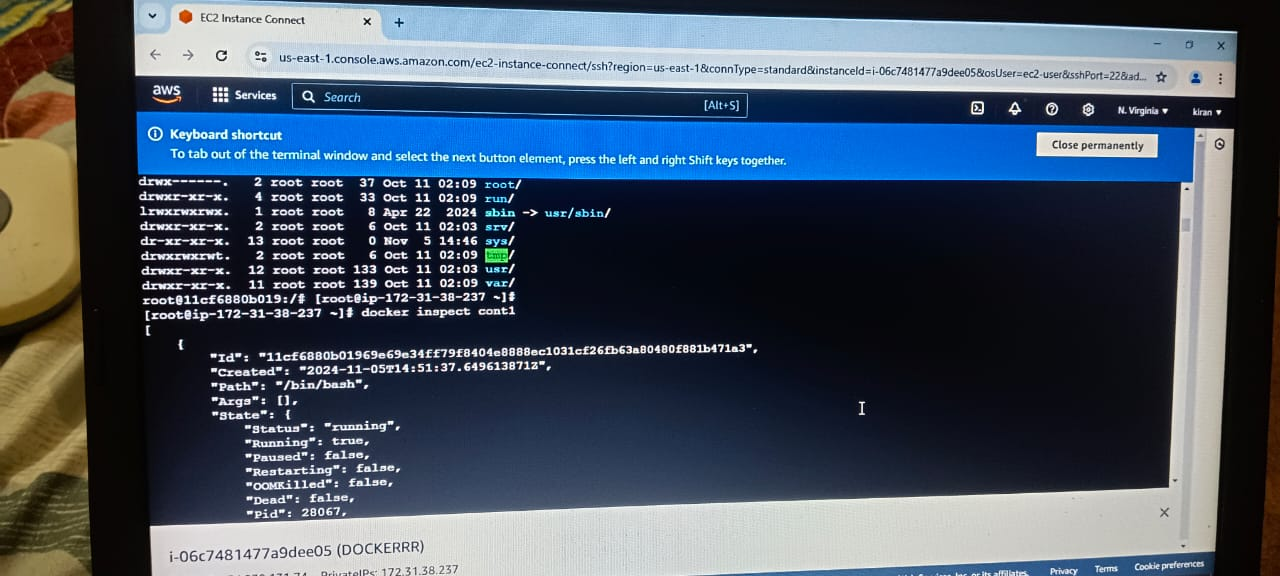 EC2 Instance Connect
us-east-1.console.aws.amazon.com/ec2-instance-connect/ssh?region=us-east-1&connType=standard&instanceId=i-06c7481477a9dee05&osUser=ec2-user&sshPort=22&ad...
aws Services Search [Alt+S] N. Virginia kiran
Keyboard shortcut
To tab out of the terminal window and select the next button element, press the left and right Shift keys together.
Close permanently
drwx------. 2 root root 37 Oct 11 02:09 root/
drwxr-xr-x. 4 root root 33 Oct 11 02:09 run/
lrwxrwxrwx. 1 root root 8 Apr 22 2024 sbin -> usr/sbin/
drwxr-xr-x. 2 root root 6 Oct 11 02:03 srv/
dr-xr-xr-x. 13 root root 0 Nov 5 14:46 sys/
drwxrwxrwt. 2 root root 6 Oct 11 02:09 tmp/
drwxr-xr-x. 12 root root 133 Oct 11 02:03 usr/
drwxr-xr-x. 11 root root 139 Oct 11 02:09 var/
root@11cf6880b019:/# [root@ip-172-31-38-237 ~]#
[root@ip-172-31-38-237 ~]# docker inspect cont1
[
{
"Id": "11cf6880b01969e69e34ff79f8404e8888ec1031cf26fb63a80480f881b471a3",
"Created": "2024-11-05T14:51:37.649613871Z",
"Path": "/bin/bash",
"Args": [],
"State": {
"Status": "running",
"Running": true,
"Paused": false,
"Restarting": false,
"OOMKilled": false,
"Dead": false,
"Pid": 28067,
i-06c7481477a9dee05 (DOCKERRR)
PrivateIPs: 172.31.38.237
or its affiliates. Privacy Terms Cookie preferences